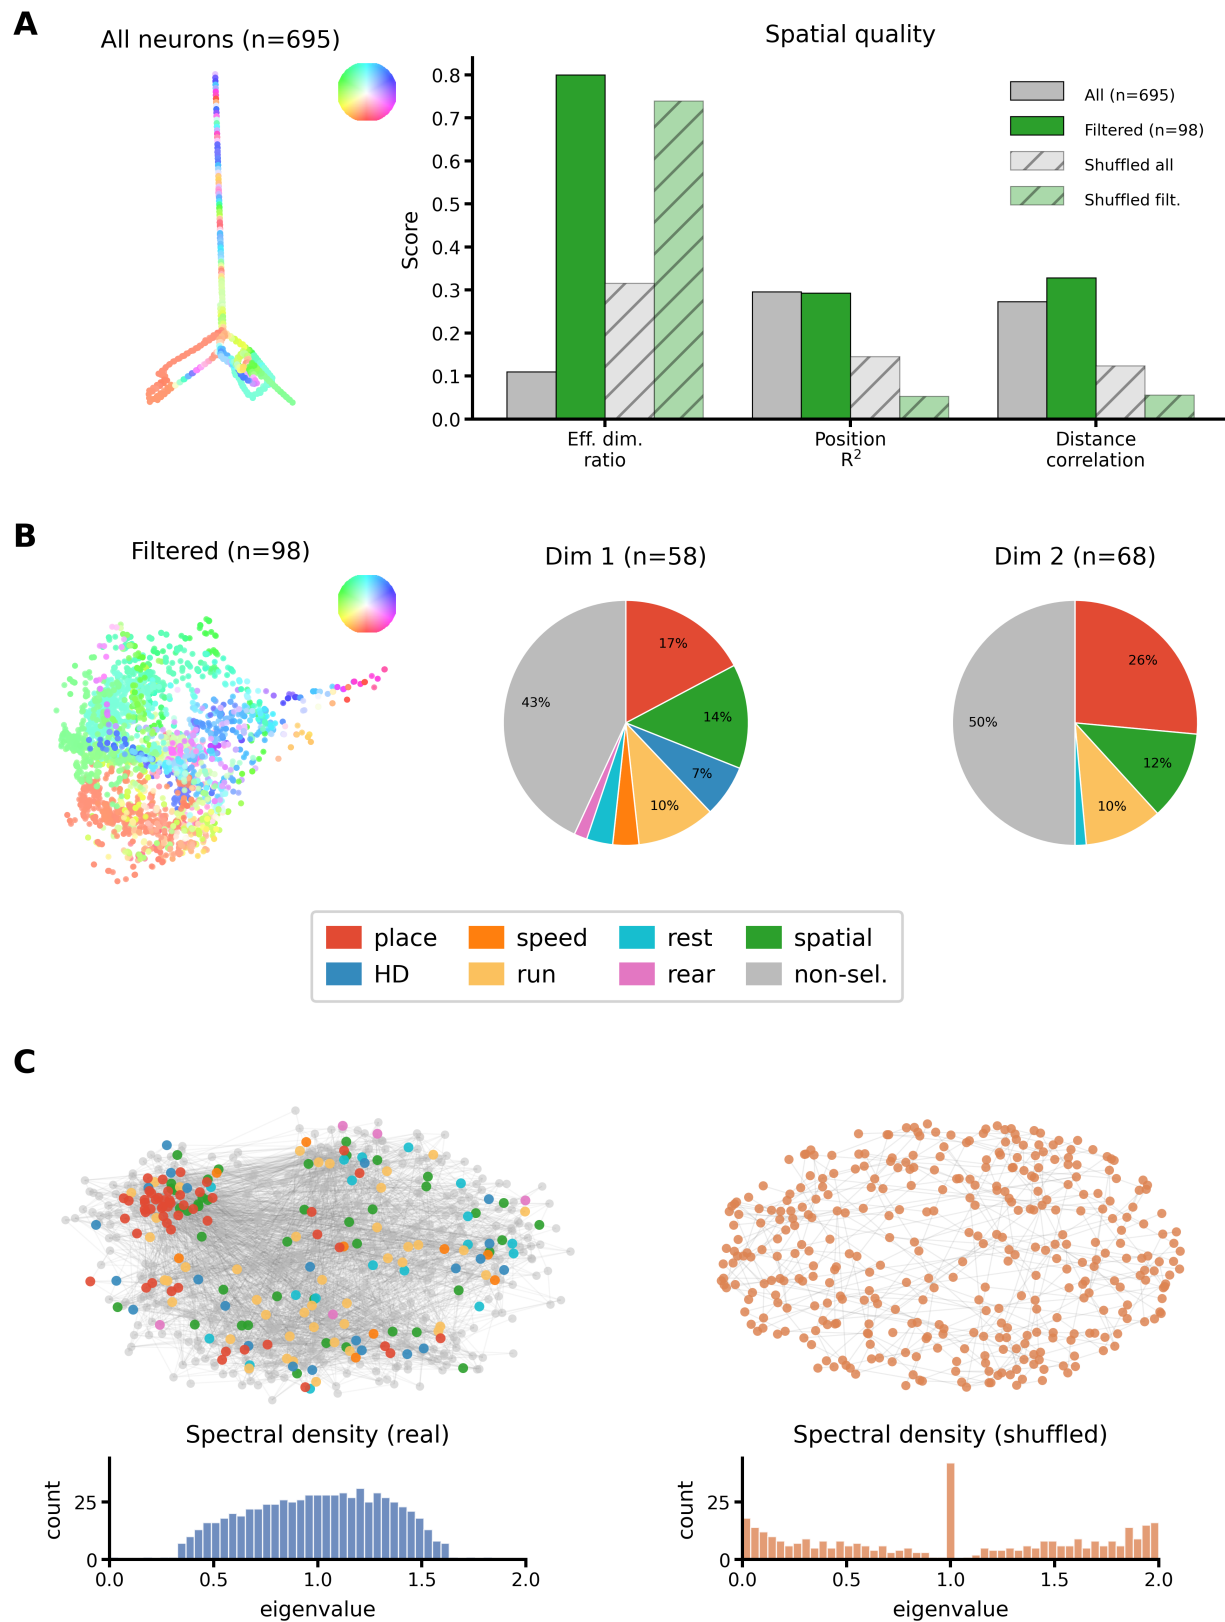 A
All neurons (n=695)
Spatial quality
Score
0.8
0.7
0.6
0.5
0.4
0.3
0.2
0.1
0.0
All (n=695)
Filtered (n=98)
Shuffled all
Shuffled filt.
Eff. dim.
ratio
Position
R²
Distance
correlation
B
Filtered (n=98)
Dim 1 (n=58)
Dim 2 (n=68)
17%
14%
7%
10%
43%
26%
12%
10%
50%
place
speed
rest
spatial
HD
run
rear
non-sel.
C
Spectral density (real)
count
25
0
0.0 0.5 1.0 1.5 2.0
eigenvalue
Spectral density (shuffled)
count
25
0
0.0 0.5 1.0 1.5 2.0
eigenvalue